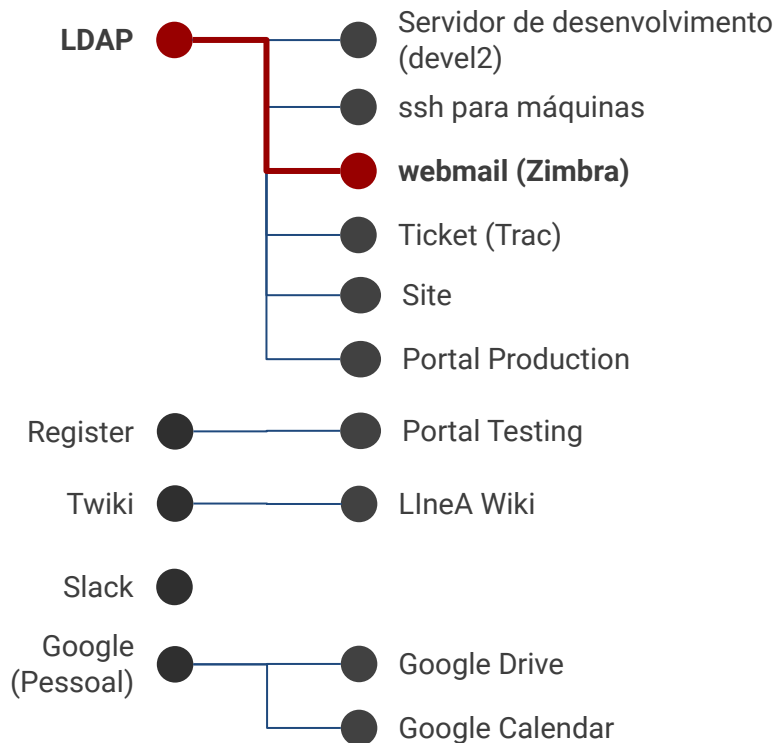 LDAP
Servidor de desenvolvimento
(devel2)
ssh para máquinas
webmail (Zimbra)
Ticket (Trac)
Site
Portal Production
Register
Portal Testing
Twiki
LIneA Wiki
Slack
Google
(Pessoal)
Google Drive
Google Calendar